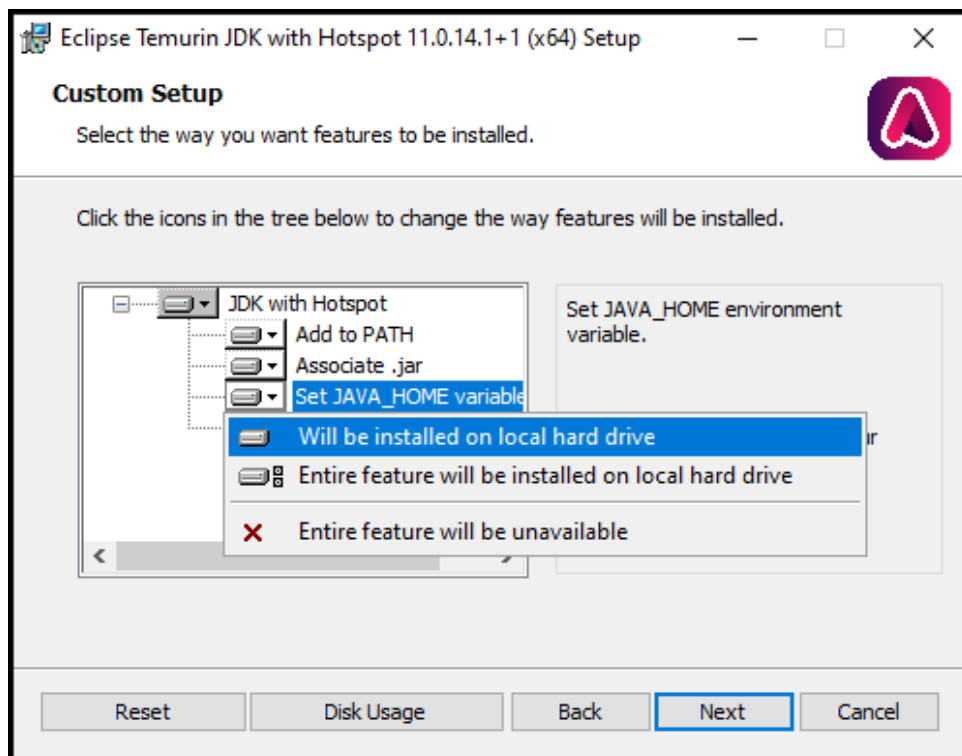 Eclipse Temurin JDK with Hotspot 11.0.14.1+1 (x64) Setup
Custom Setup
Select the way you want features to be installed.
Click the icons in the tree below to change the way features will be installed.
JDK with Hotspot
Add to PATH
Associate .jar
Set JAVA_HOME variable
Set JAVA_HOME environment
variable.
Will be installed on local hard drive
Entire feature will be installed on local hard drive
Entire feature will be unavailable
Reset
Disk Usage
Back
Next
Cancel